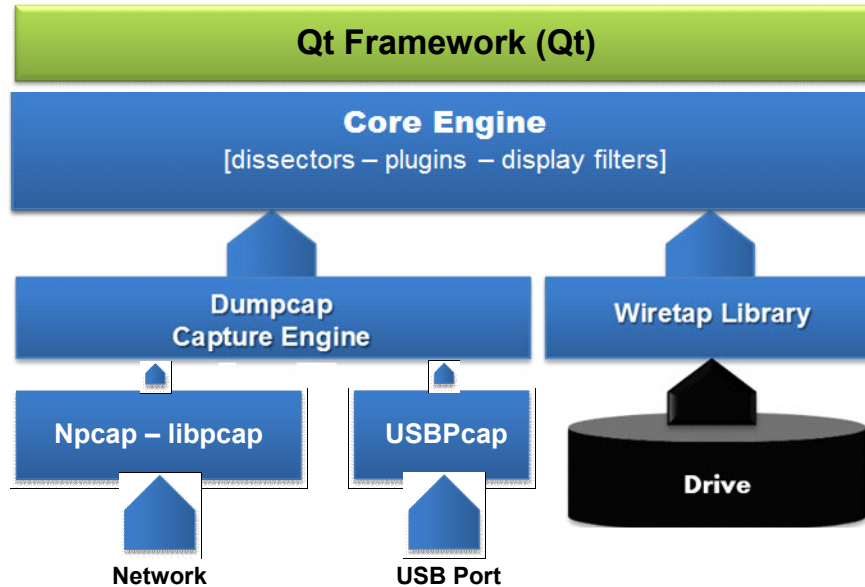 Qt Framework (Qt)
Core Engine
[dissectors – plugins – display filters]
Dumpcap
Capture Engine
Wiretap Library
Npcap – libpcap
USBPcap
Drive
Network
USB Port